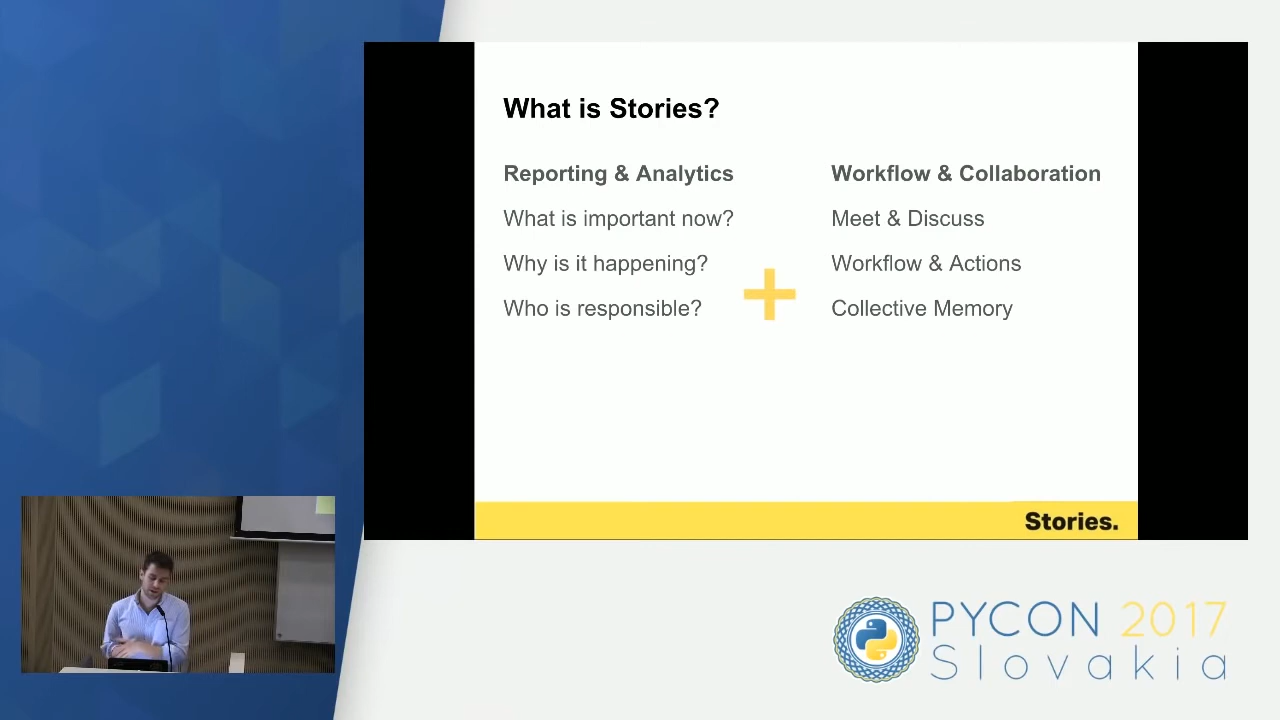 What is Stories?
Reporting & Analytics
What is important now?
Why is it happening?
Who is responsible?
Workflow & Collaboration
Meet & Discuss
Workflow & Actions
Collective Memory
Stories.
PYCON 2017
Slovakia